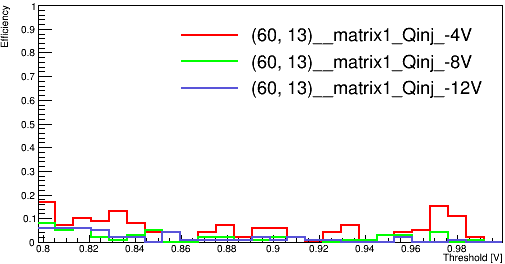 Efficiency
1
0.9
0.8
0.7
0.6
0.5
0.4
0.3
0.2
0.1
0
(60, 13)__matrix1_Qinj_-4V
(60, 13)__matrix1_Qinj_-8V
(60, 13)__matrix1_Qinj_-12V
0.8 0.82 0.84 0.86 0.88 0.9 0.92 0.94 0.96 0.98
Threshold [V]